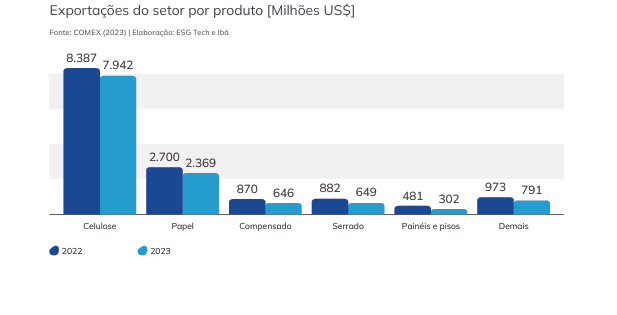 Exportações do setor por produto [Milhões US$]
Fonte: COMEX (2023) | Elaboração: ESG Tech e Ibá
8.387 7.942
2.700 2.369
870 646 882 649 481 302 973 791
Celulose Papel Compensado Serrado Painéis e pisos Demais
2022 2023